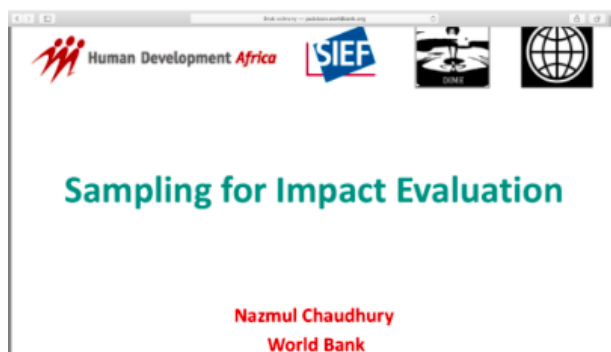 Human Development Africa
SIEF
DIME
Sampling for Impact Evaluation
Nazmul Chaudhury
World Bank